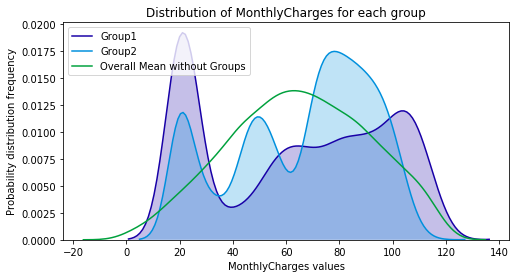 Distribution of MonthlyCharges for each group
Probability distribution frequency
0.0200
0.0175
0.0150
0.0125
0.0100
0.0075
0.0050
0.0025
0.0000
Group1
Group2
Overall Mean without Groups
−20 0 20 40 60 80 100 120 140
MonthlyCharges values